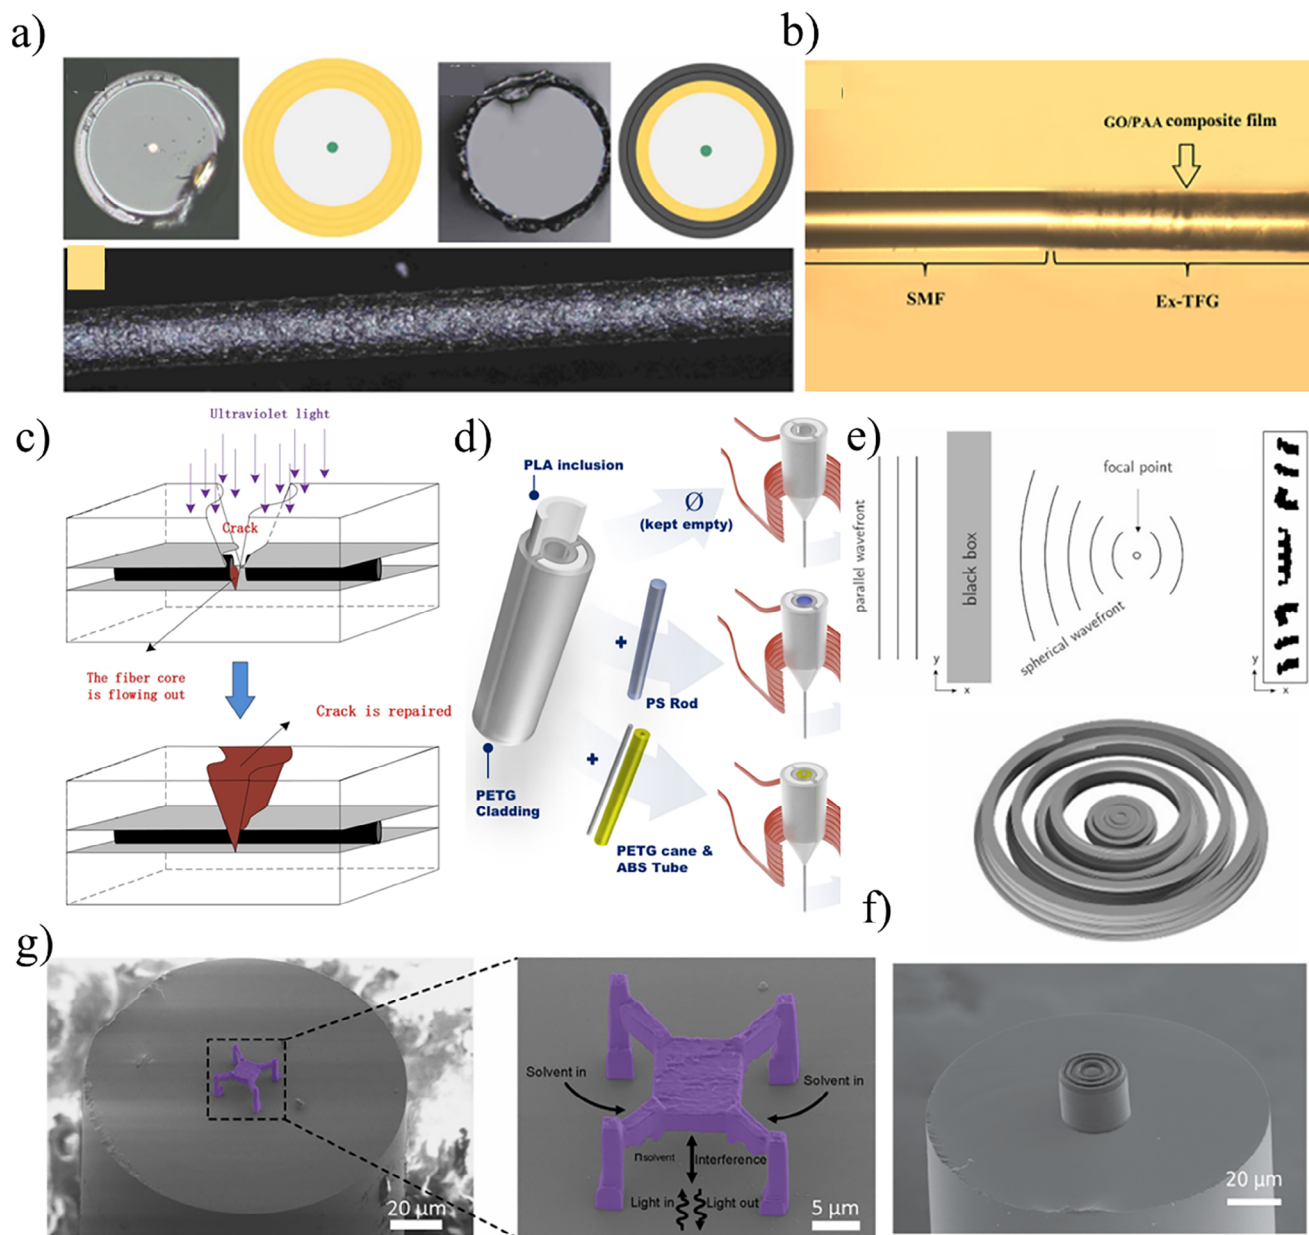 a)
b)
GO/PAA composite film
SMF
Ex-TFG
c)
Ultraviolet light
Crack
The fiber core
is flowing out
Crack is repaired
d)
PLA inclusion
Ø
(kept empty)
+
PS Rod
+
PETG
Cladding
PETG cane &
ABS Tube
e)
parallel wavefront
black box
spherical wavefront
focal point
y
x
y
x
f)
20 μm
g)
20 μm
Solvent in
Solvent in
nsolvent
Interference
Light in
Light out
5 μm